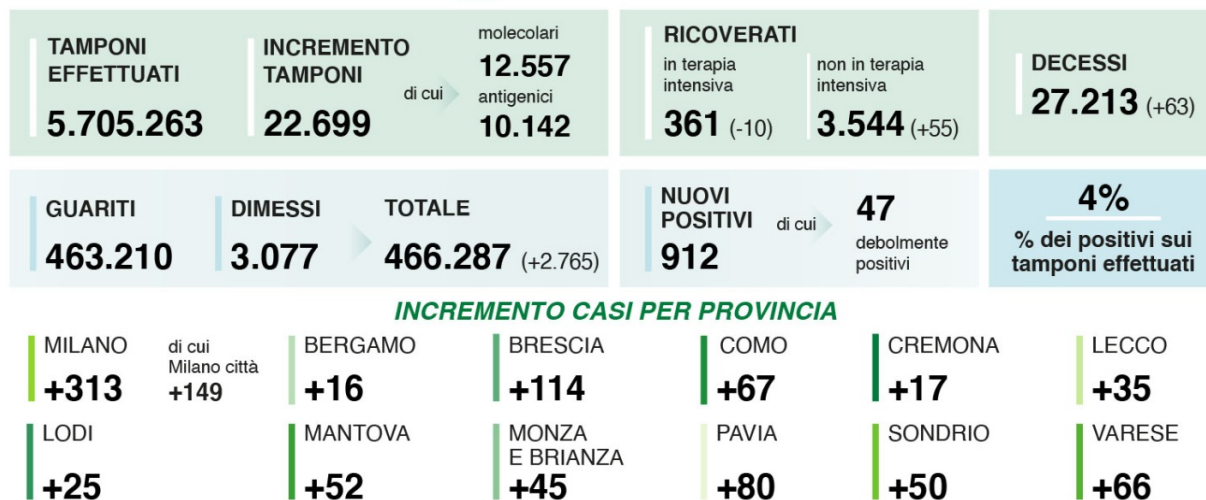 TAMPONI
EFFETTUATI
5.705.263
INCREMENTO
TAMPONI
22.699
di cui
molecolari
12.557
antigenici
10.142
RICOVERATI
in terapia
intensiva
361 (-10)
non in terapia
intensiva
3.544 (+55)
DECESSI
27.213 (+63)
GUARITI
463.210
DIMESSI
3.077
TOTALE
466.287 (+2.765)
NUOVI
POSITIVI
912
di cui
47
debolmente
positivi
4%
% dei positivi sui
tamponi effettuati
INCREMENTO CASI PER PROVINCIA
MILANO
+313
di cui
Milano città
+149
BERGAMO
+16
BRESCIA
+114
COMO
+67
CREMONA
+17
LECCO
+35
LODI
+25
MANTOVA
+52
MONZA
E BRIANZA
+45
PAVIA
+80
SONDRIO
+50
VARESE
+66